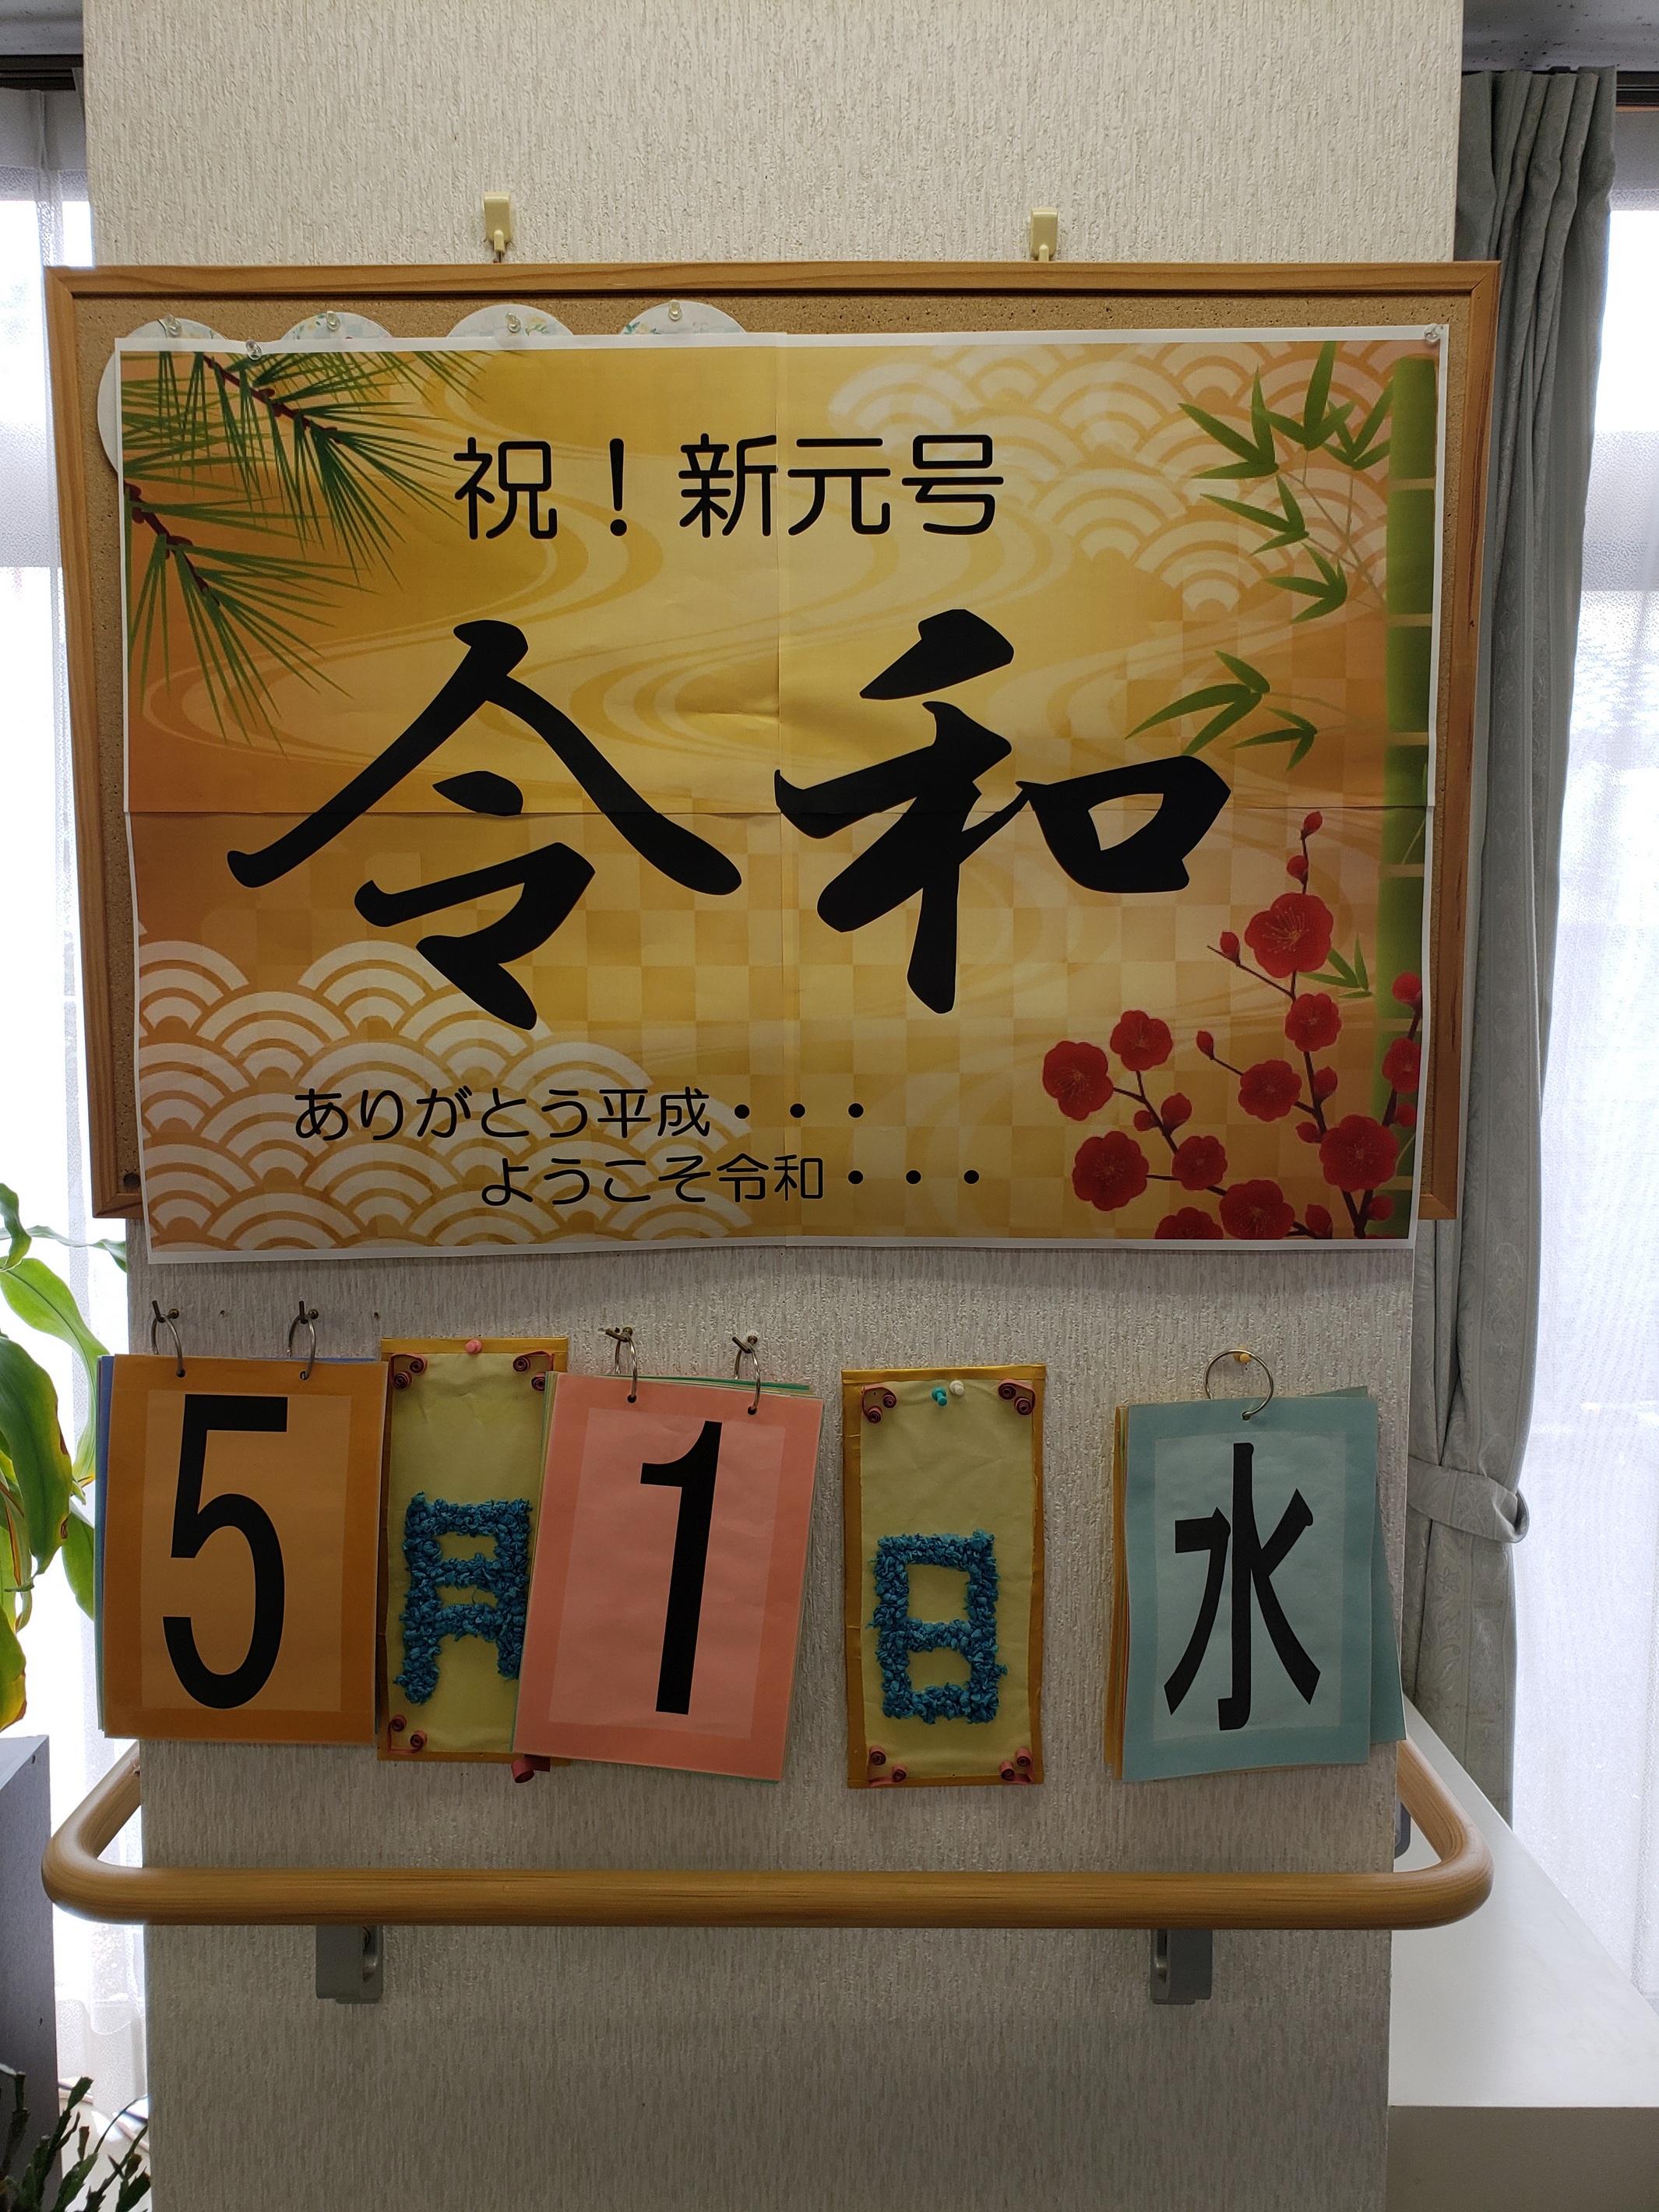 祝！新元号
令和
ありがとう平成・・・
ようこそ令和・・・
5月1日 水